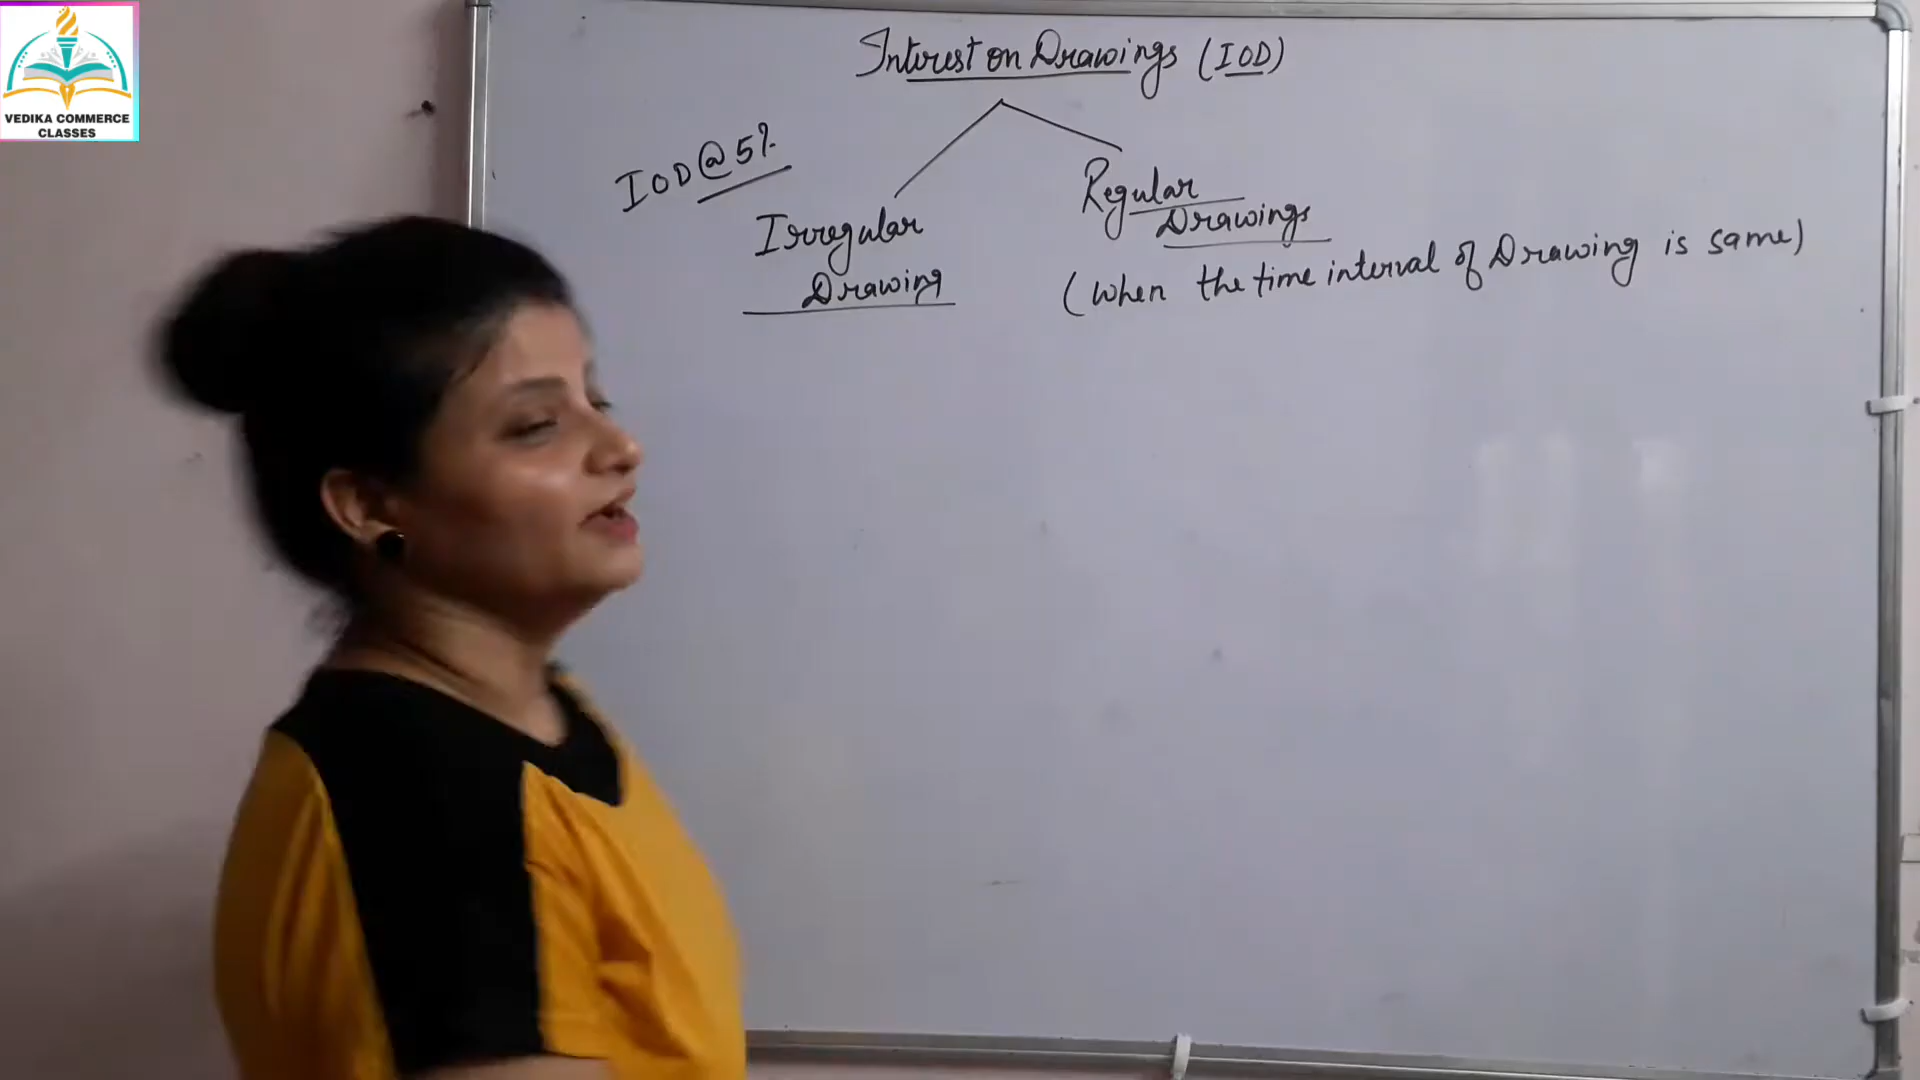 VEDIKA COMMERCE
CLASSES
Interest on Drawings (IOD)
IOD @ 5%
Irregular
Drawing
Regular
Drawings
(when the time interval of Drawing is same)